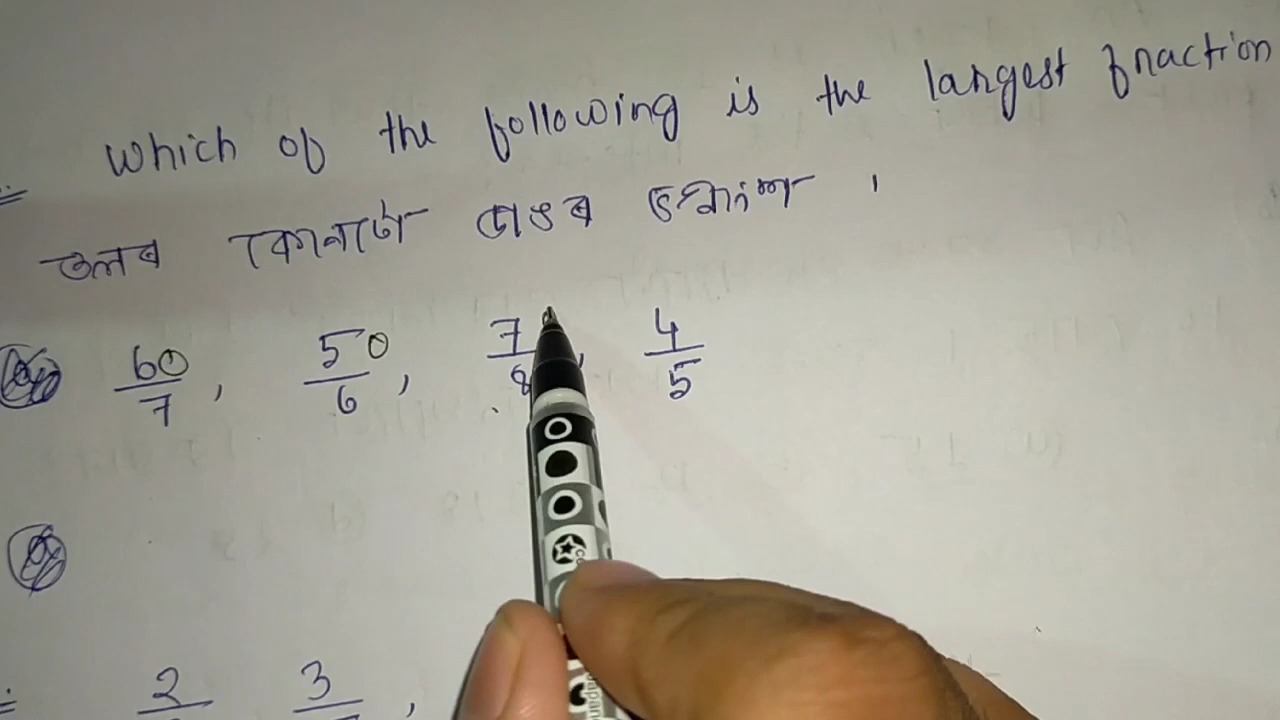 Which of the following is the largest fraction
তলৰ কোনটো ডাঙৰ ভগ্নাংশ ,
60/7 , 50/6 , 7/8 , 4/5
2 3 ,